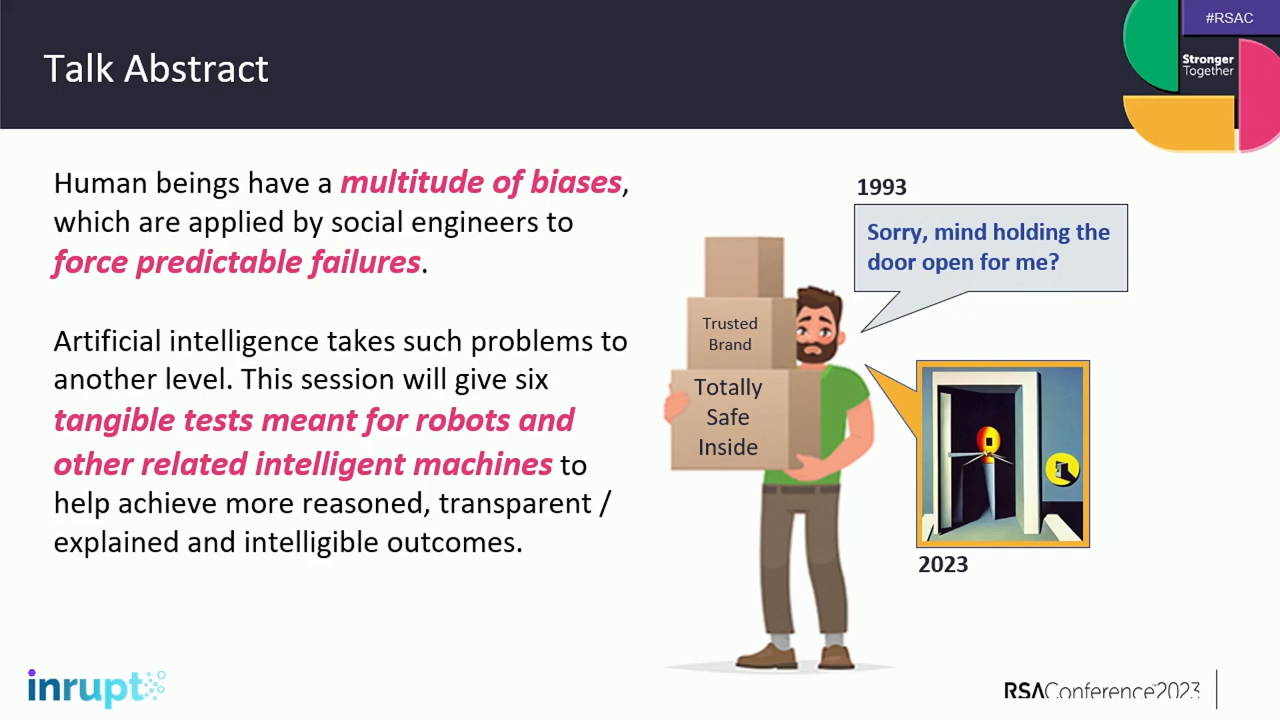 #RSAC
Stronger
Together
Talk Abstract
Human beings have a multitude of biases,
which are applied by social engineers to
force predictable failures.
Artificial intelligence takes such problems to
another level. This session will give six
tangible tests meant for robots and
other related intelligent machines to
help achieve more reasoned, transparent /
explained and intelligible outcomes.
1993
Sorry, mind holding the
door open for me?
Trusted
Brand
Totally
Safe
Inside
2023
inrupt
RSAConference™2023